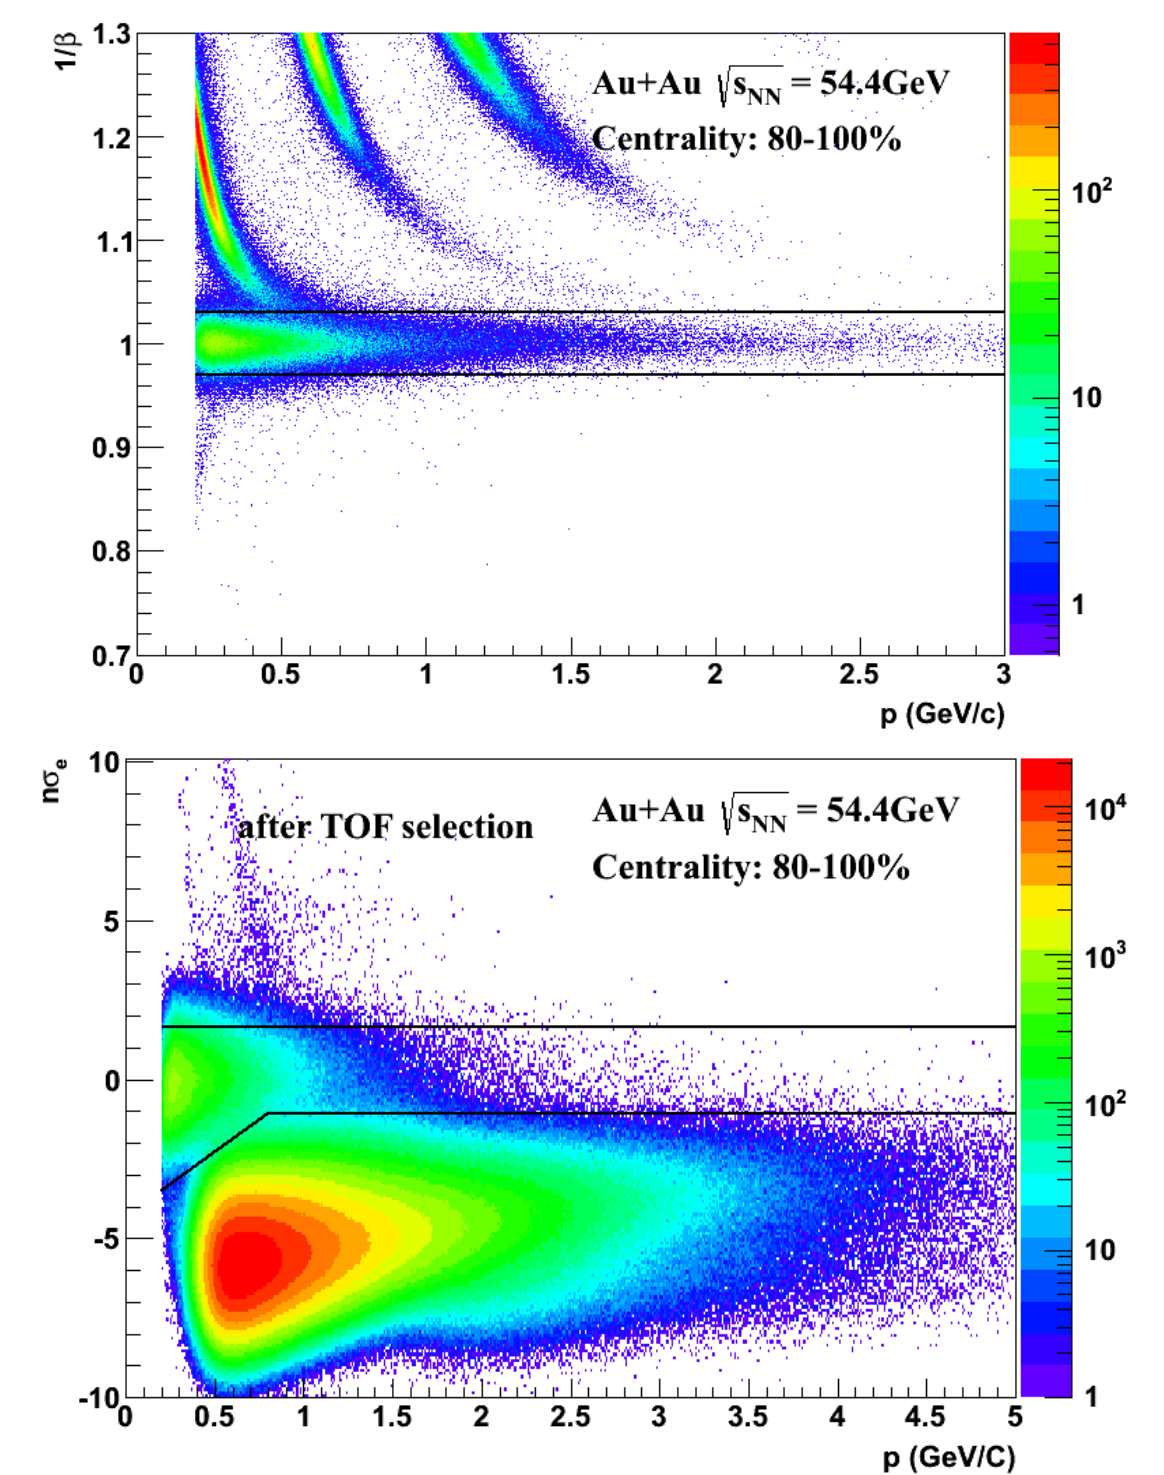 1/β
1.3
1.2
1.1
1
0.9
0.8
0.7
Au+Au √sNN = 54.4GeV
Centrality: 80-100%
10²
10
1
0 0.5 1 1.5 2 2.5 3
p (GeV/c)
nσe
10
5
0
-5
-10
after TOF selection
Au+Au √sNN = 54.4GeV
Centrality: 80-100%
10⁴
10³
10²
10
1
0 0.5 1 1.5 2 2.5 3 3.5 4 4.5 5
p (GeV/C)